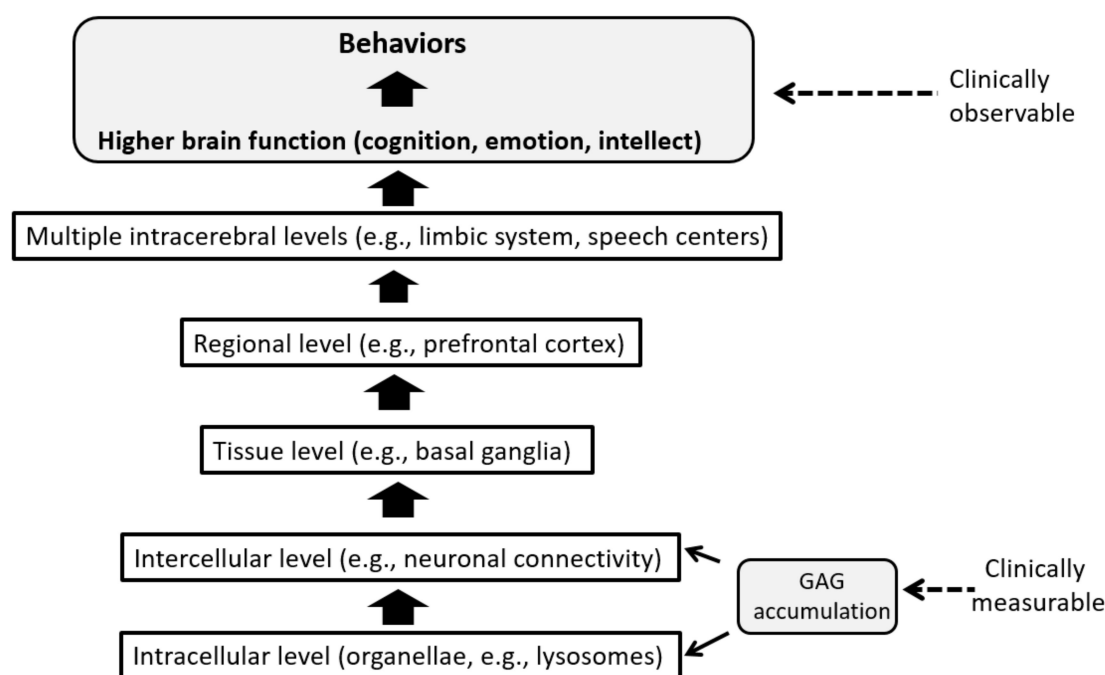 Behaviors
Higher brain function (cognition, emotion, intellect)
Clinically
observable
Multiple intracerebral levels (e.g., limbic system, speech centers)
Regional level (e.g., prefrontal cortex)
Tissue level (e.g., basal ganglia)
Intercellular level (e.g., neuronal connectivity)
GAG
accumulation
Clinically
measurable
Intracellular level (organellae, e.g., lysosomes)